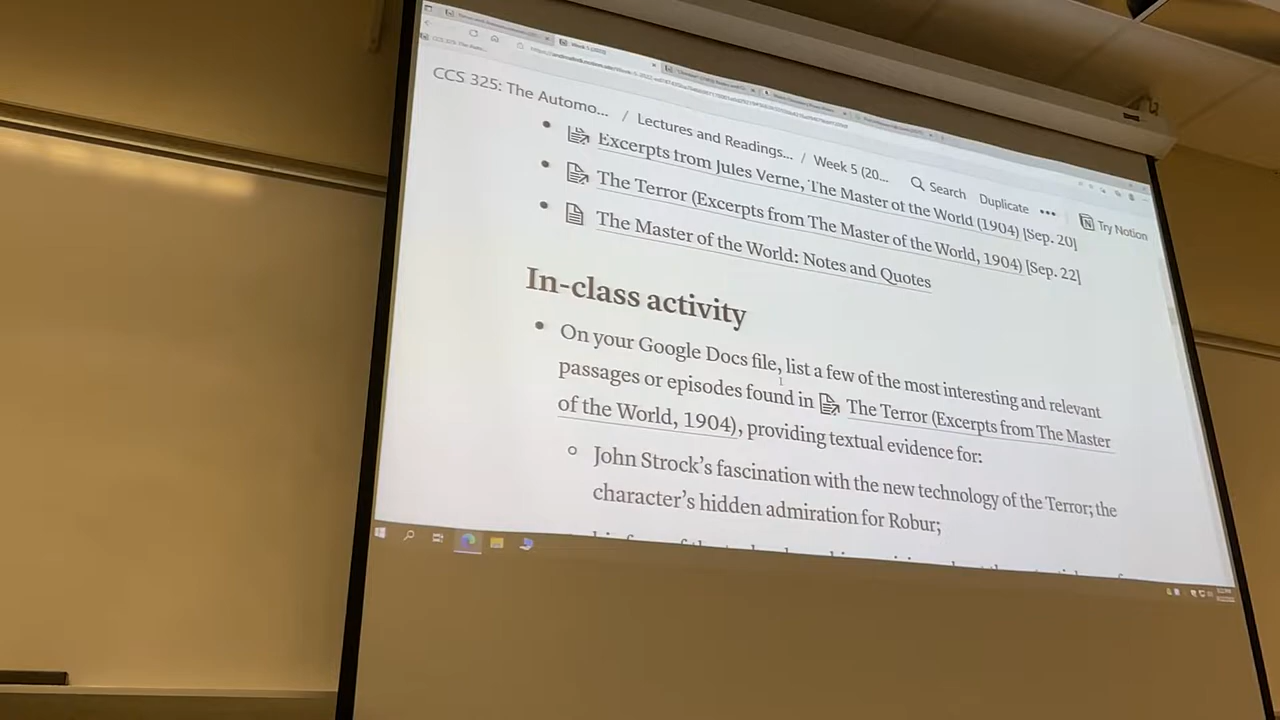 CCS 325: The Automo... / Lectures and Readings... / Week 5 (20... Search Duplicate ••• Try Notion
Excerpts from Jules Verne, The Master of the World (1904) [Sep. 20]
The Terror (Excerpts from The Master of the World, 1904) [Sep. 22]
The Master of the World: Notes and Quotes
In-class activity
On your Google Docs file, list a few of the most interesting and relevant
passages or episodes found in The Terror (Excerpts from The Master
of the World, 1904), providing textual evidence for:
John Strock's fascination with the new technology of the Terror; the
character's hidden admiration for Robur;